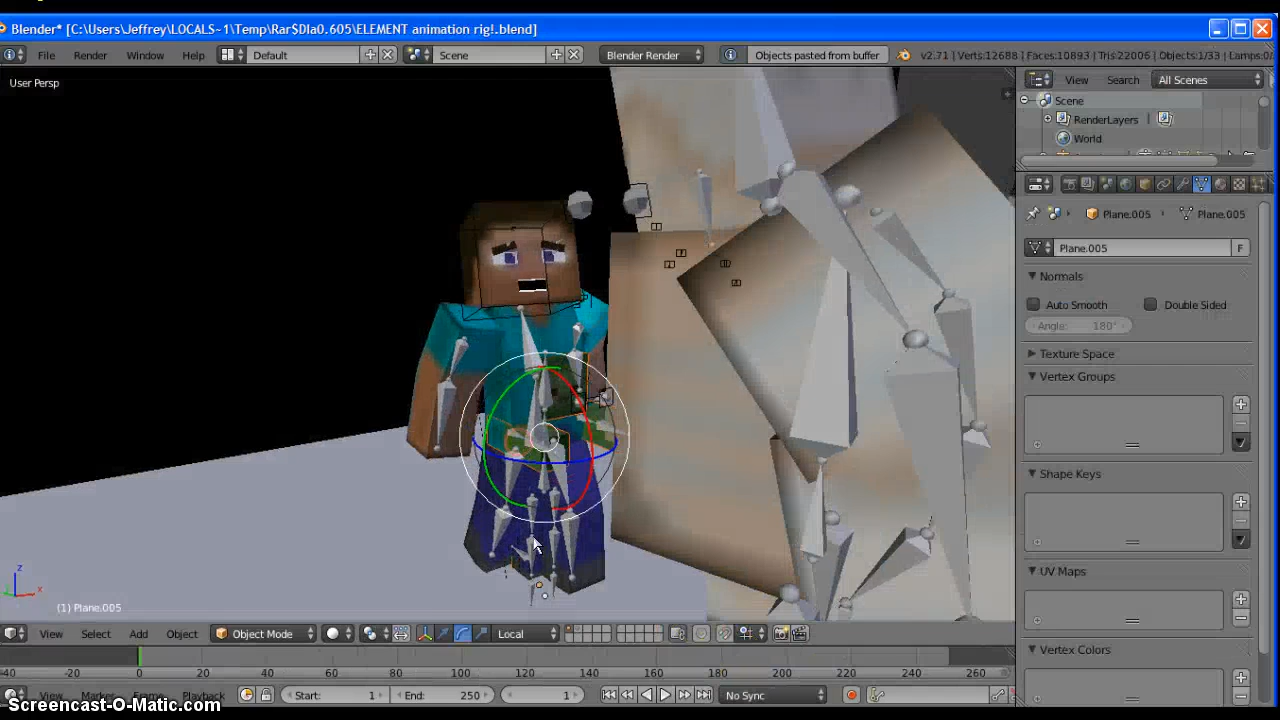 Blender* [C:\Users\Jeffrey\LOCALS~1\Temp\Rar$DIa0.605\ELEMENT animation rig!.blend]
File Render Window Help Default Scene Blender Render Objects pasted from buffer v2.71 | Verts:12688 | Faces:10893 | Tris:22006 | Objects:1/33 | Lamps:0/
User Persp
View Search All Scenes
Scene
RenderLayers
World
Plane.005 Plane.005
Plane.005 F
Normals
Auto Smooth Double Sided
Angle: 180°
Texture Space
Vertex Groups
Shape Keys
UV Maps
Vertex Colors
z
x
(1) Plane.005
View Select Add Object Object Mode Local
-40 0 20 40 60 80 100 120 140 160 180 200 220 240 260
View Marker Frame Playback Start: 1 End: 250 1 No Sync
Screencast-O-Matic.com